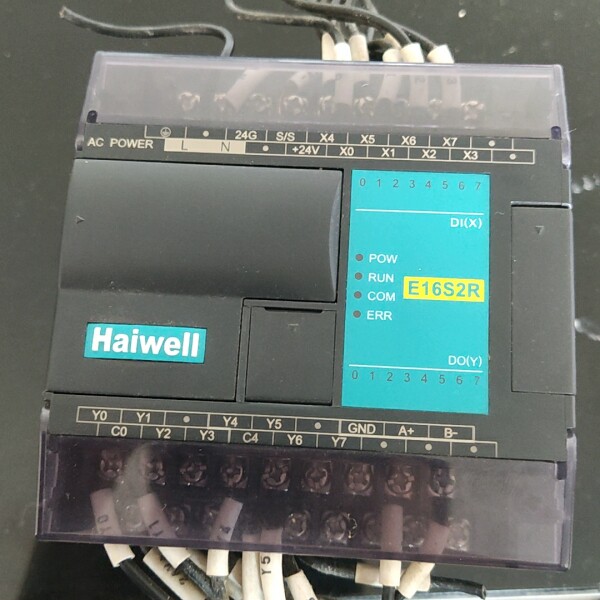 24G S/S X4 X5 X6 X7
AC POWER L N +24V X0 X1 X2 X3
0 1 2 3 4 5 6 7
DI(X)
POW
RUN
COM
ERR
E16S2R
Haiwell
DO(Y)
0 1 2 3 4 5 6 7
Y0 Y1 Y4 Y5 GND A+ B-
C0 Y2 Y3 C4 Y6 Y7
Y5